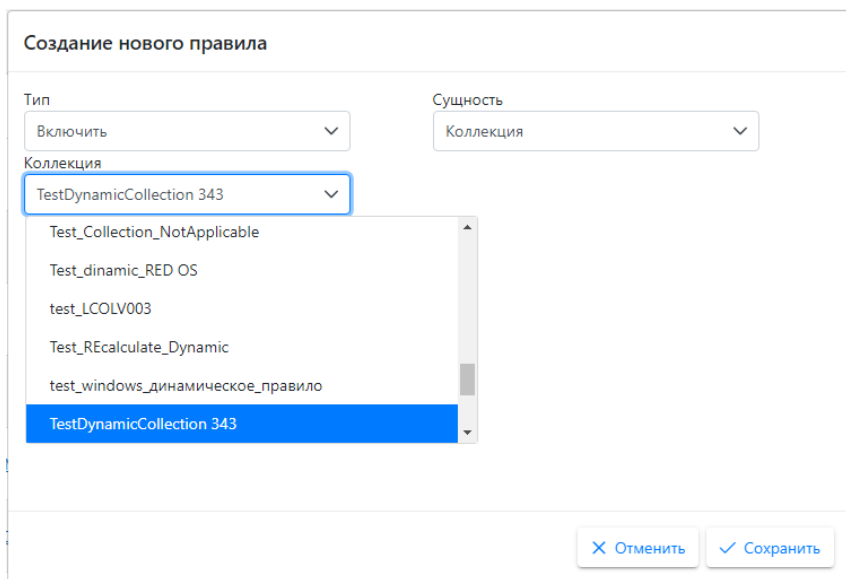 Создание нового правила
Тип
Сущность
Включить
Коллекция
Коллекция
TestDynamicCollection 343
Test_Collection_NotApplicable
Test_dinamic_RED OS
test_LCOLV003
Test_REcalculate_Dynamic
test_windows_динамическое_правило
TestDynamicCollection 343
Отменить
Сохранить